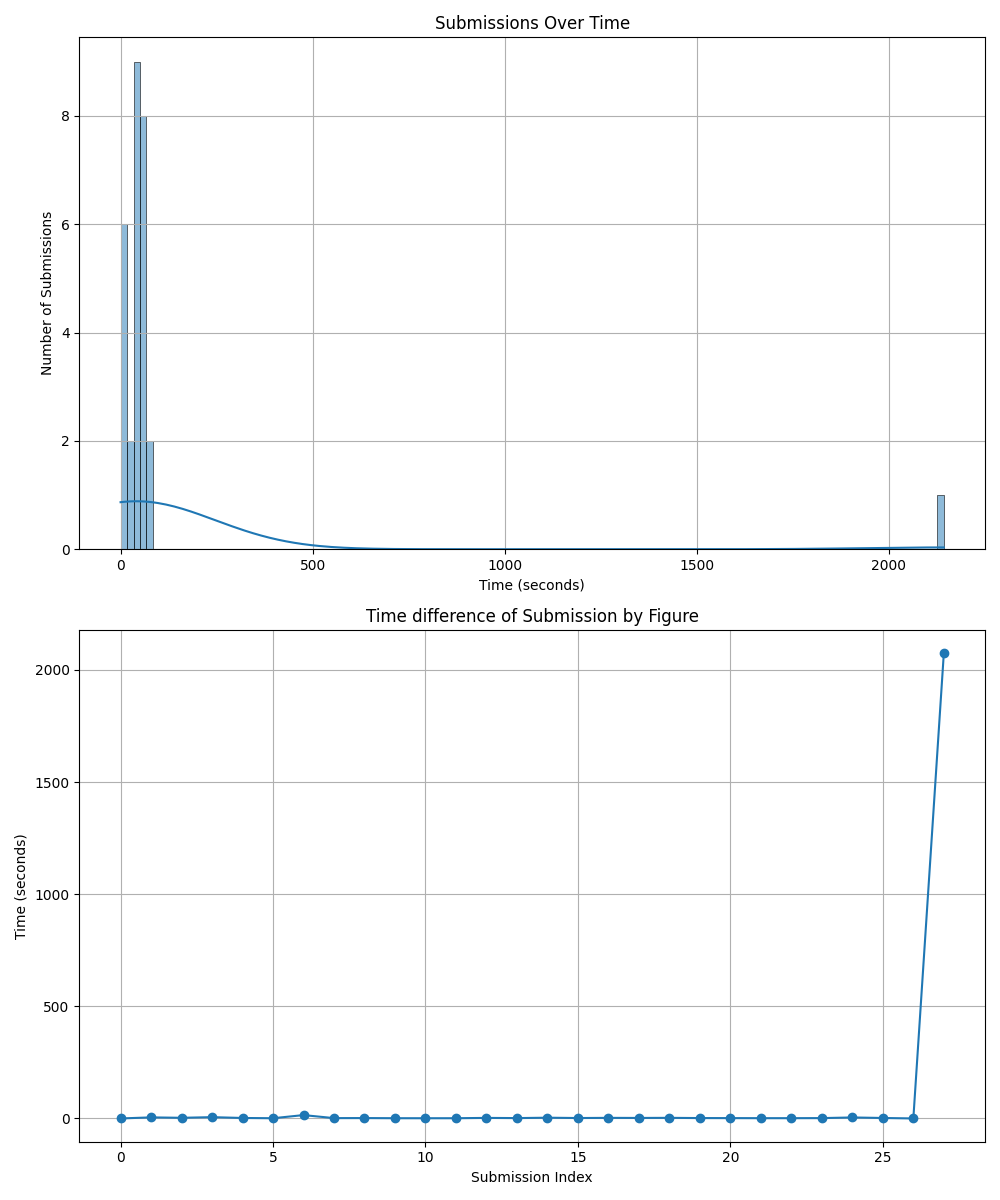 Submissions Over Time
8
6
4
2
0
Number of Submissions
0 500 1000 1500 2000
Time (seconds)
Time difference of Submission by Figure
2000
1500
1000
500
0
Time (seconds)
0 5 10 15 20 25
Submission Index